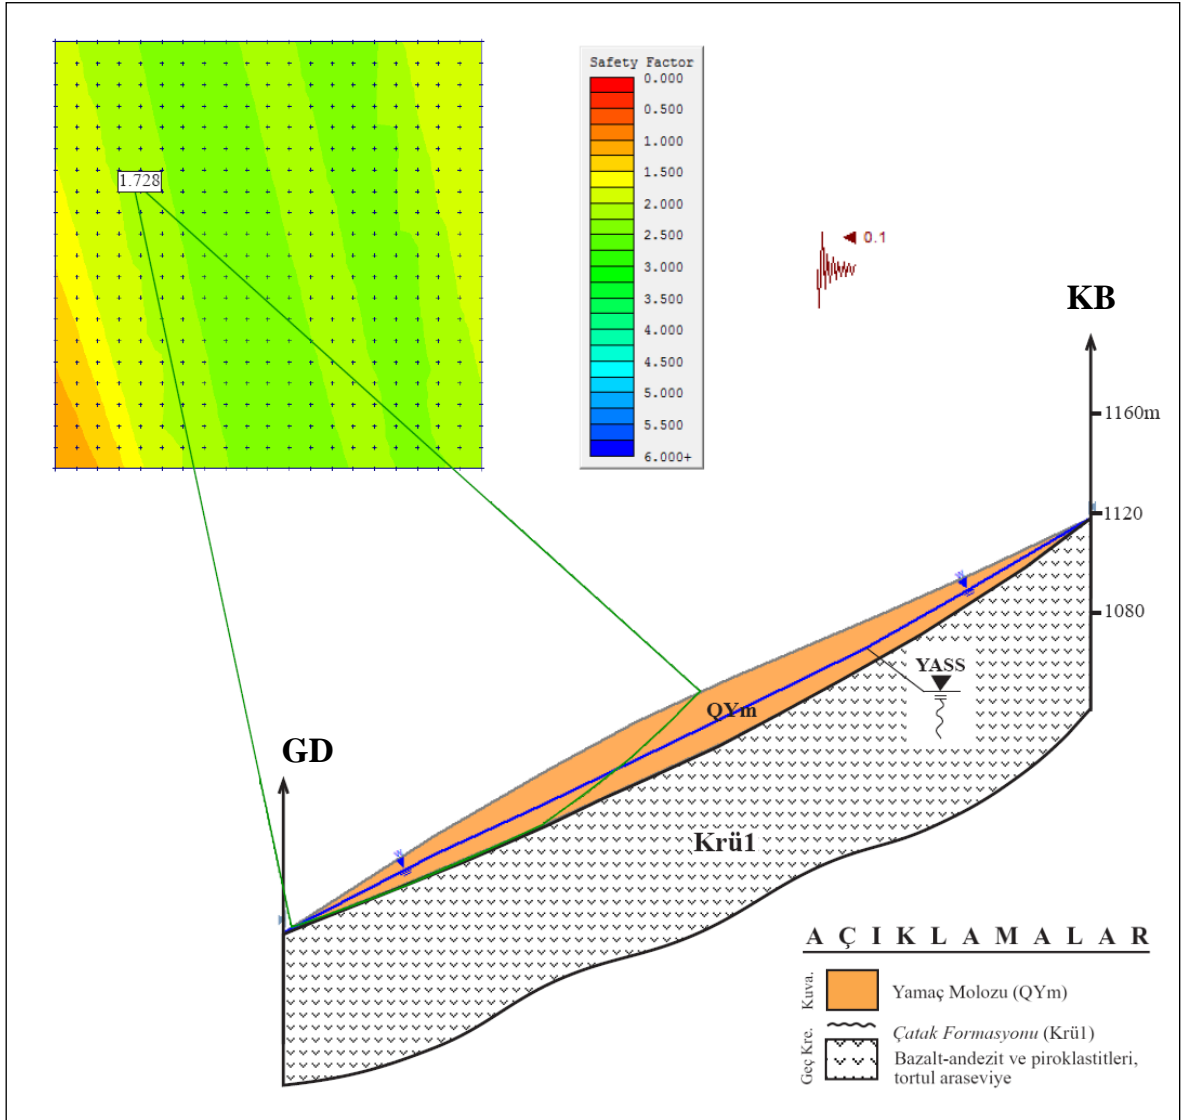 Safety Factor
0.000
0.500
1.000
1.500
2.000
2.500
3.000
3.500
4.000
4.500
5.000
5.500
6.000+
1.728
0.1
KB
1160m
1120
1080
W
YASS
QYm
GD
W
Krü1
A Ç I K L A M A L A R
Kuva.
Yamaç Molozu (QYm)
Geç Kre.
Çatak Formasyonu (Krü1)
Bazalt-andezit ve piroklastitleri,
tortul araseviye